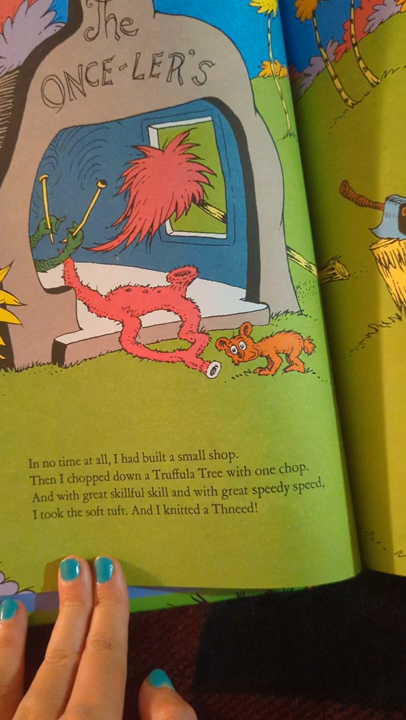 The
ONCE-LER'S
In no time at all, I had built a small shop.
Then I chopped down a Truffula Tree with one chop.
And with great skillful skill and with great speedy speed,
I took the soft tuft. And I knitted a Thneed!